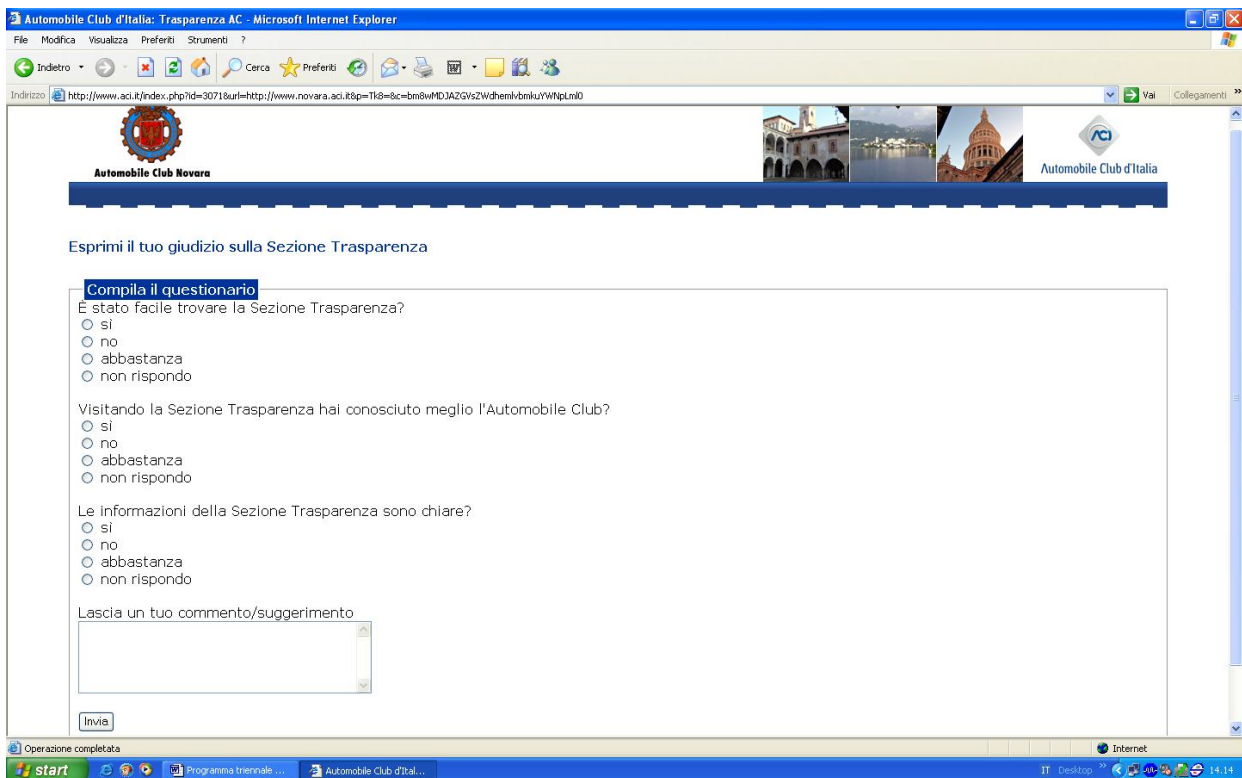 Automobile Club d'Italia: Trasparenza AC - Microsoft Internet Explorer
File Modifica Visualizza Preferiti Strumenti ?
Indietro Cerca Preferiti
Indirizzo http://www.aci.it/index.php?id=3071&url=http://www.novara.aci.it&p=Tk8=&c=bm8wMDJAZGVsZWdhemlvbmkuYWNpLml0 Vai Collegamenti »
Automobile Club Novara
ACI
Automobile Club d'Italia
Esprimi il tuo giudizio sulla Sezione Trasparenza
Compila il questionario
È stato facile trovare la Sezione Trasparenza?
sì
no
abbastanza
non rispondo
Visitando la Sezione Trasparenza hai conosciuto meglio l'Automobile Club?
sì
no
abbastanza
non rispondo
Le informazioni della Sezione Trasparenza sono chiare?
sì
no
abbastanza
non rispondo
Lascia un tuo commento/suggerimento
Invia
Operazione completata Internet
start Programma triennale ... Automobile Club d'Ital... IT Desktop » 14.14